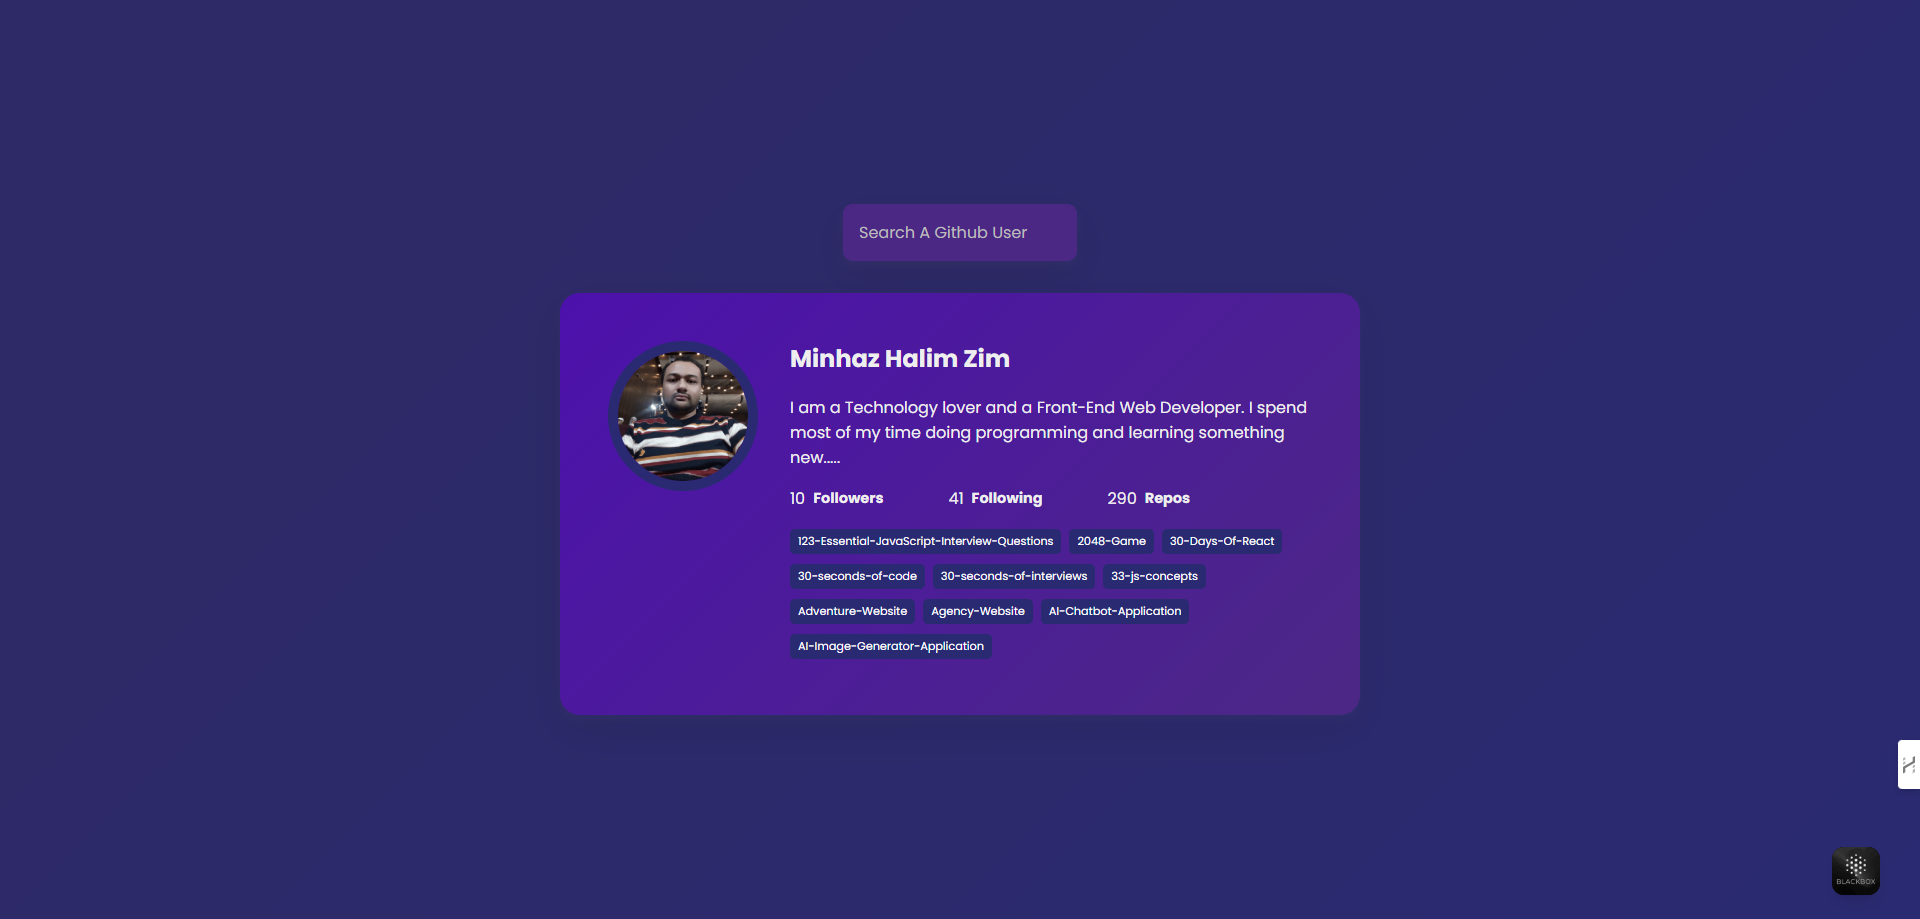 Search A Github User
Minhaz Halim Zim
I am a Technology lover and a Front-End Web Developer. I spend
most of my time doing programming and learning something
new.....
10 Followers 41 Following 290 Repos
123-Essential-JavaScript-Interview-Questions 2048-Game 30-Days-Of-React
30-seconds-of-code 30-seconds-of-interviews 33-js-concepts
Adventure-Website Agency-Website AI-Chatbot-Application
AI-Image-Generator-Application
BLACKBOX